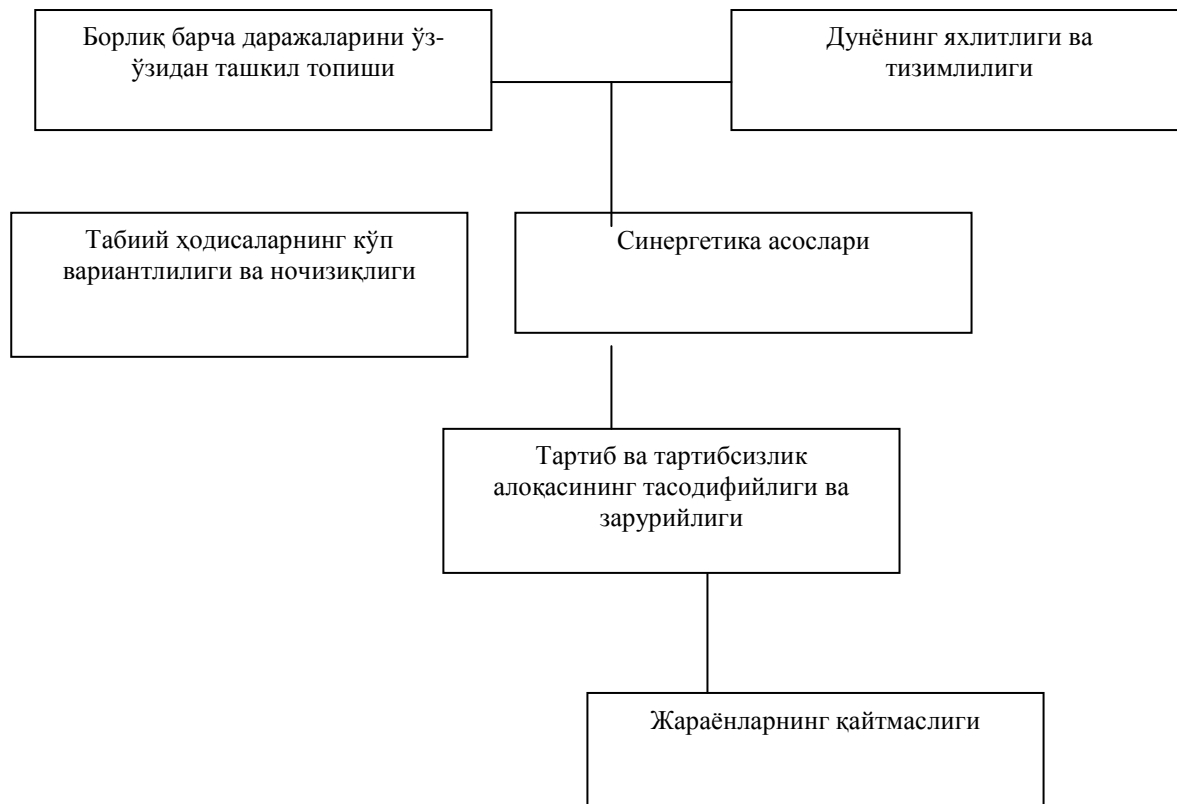 Борлиқ барча даражаларини ўз-
ўзидан ташкил топиши
Дунёнинг яхлитлиги ва
тизимлилиги
Табиий ҳодисаларнинг кўп
вариантлилиги ва ночизиқлиги
Синергетика асослари
Тартиб ва тартибсизлик
алоқасининг тасодифийлиги ва
зарурийлиги
Жараёнларнинг қайтмаслиги